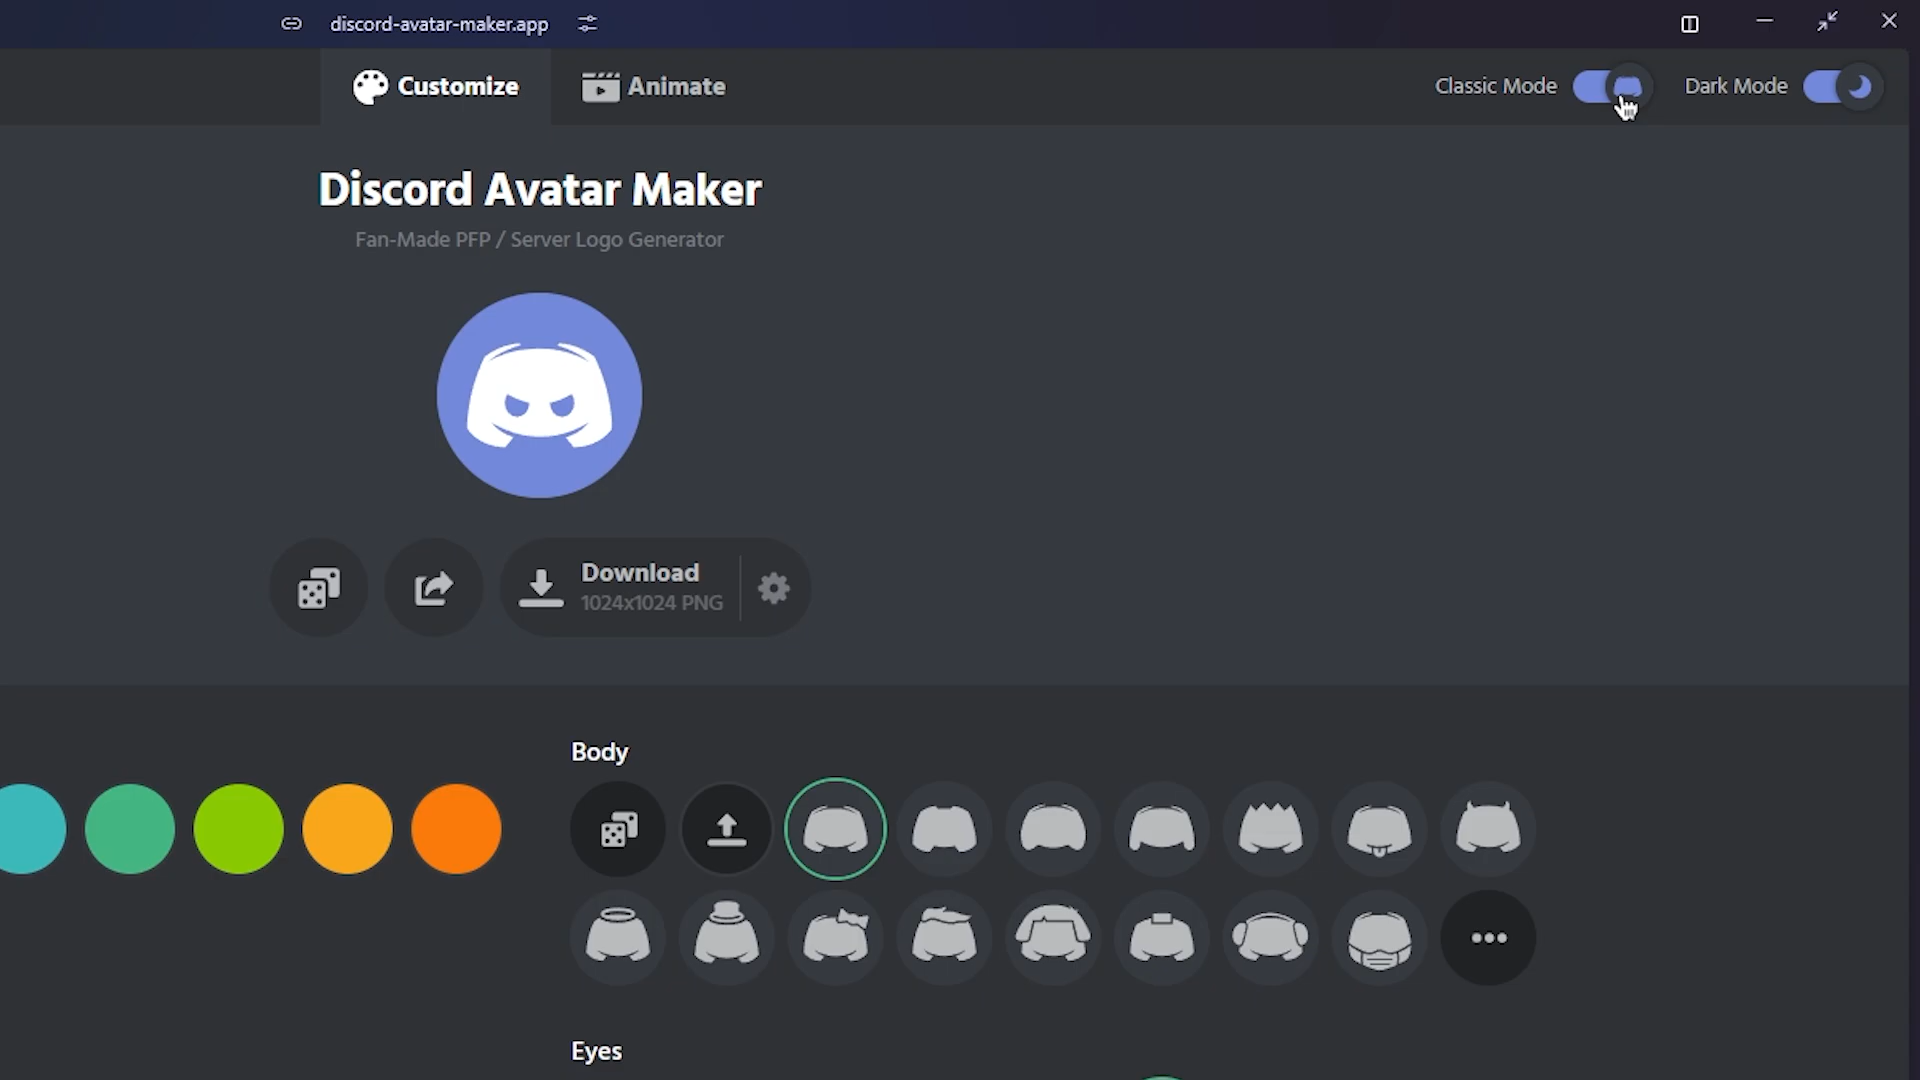 discord-avatar-maker.app
Customize
Animate
Classic Mode
Dark Mode
Discord Avatar Maker
Fan-Made PFP / Server Logo Generator
Download
1024x1024 PNG
Body
Eyes